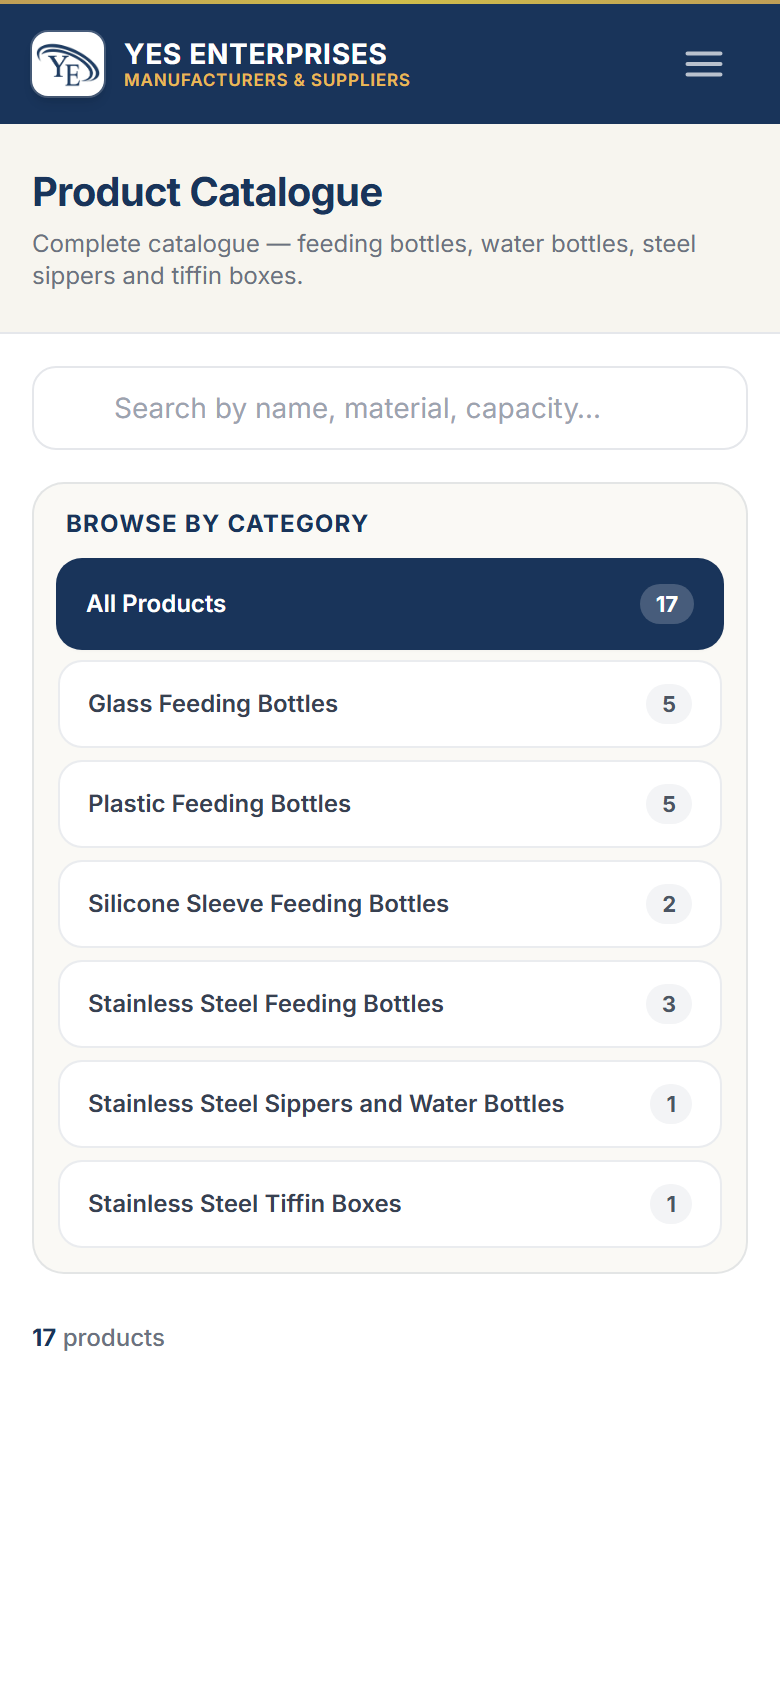 YE
YES ENTERPRISES
MANUFACTURERS & SUPPLIERS
Product Catalogue
Complete catalogue — feeding bottles, water bottles, steel
sippers and tiffin boxes.
Search by name, material, capacity...
BROWSE BY CATEGORY
All Products 17
Glass Feeding Bottles 5
Plastic Feeding Bottles 5
Silicone Sleeve Feeding Bottles 2
Stainless Steel Feeding Bottles 3
Stainless Steel Sippers and Water Bottles 1
Stainless Steel Tiffin Boxes 1
17 products